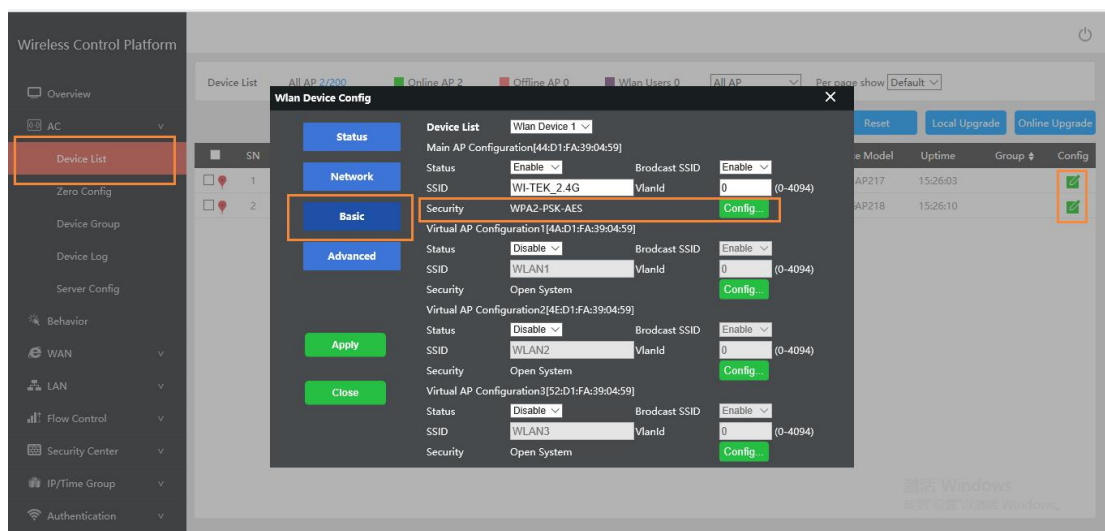 Wireless Control Platform
Overview
AC
Device List
Zero Config
Device Group
Device Log
Server Config
Behavior
WAN
LAN
Flow Control
Security Center
IP/Time Group
Authentication
Device List All AP 2/200 Online AP 2 Offline AP 0 Wlan Users 0 All AP Per page show Default
Reset Local Upgrade Online Upgrade
SN Model Uptime Group Config
1 AP217 15:26:03
2 AP218 15:26:10
Wlan Device Config
Status
Network
Basic
Advanced
Apply
Close
Device List Wlan Device 1
Main AP Configuration[44:D1:FA:39:04:59]
Status Enable Brodcast SSID Enable
SSID WI-TEK_2.4G VlanId 0 (0-4094)
Security WPA2-PSK-AES Config...
Virtual AP Configuration1[4A:D1:FA:39:04:59]
Status Disable Brodcast SSID Enable
SSID WLAN1 VlanId 0 (0-4094)
Security Open System Config...
Virtual AP Configuration2[4E:D1:FA:39:04:59]
Status Disable Brodcast SSID Enable
SSID WLAN2 VlanId 0 (0-4094)
Security Open System Config...
Virtual AP Configuration3[52:D1:FA:39:04:59]
Status Disable Brodcast SSID Enable
SSID WLAN3 VlanId 0 (0-4094)
Security Open System Config...
激活 Windows